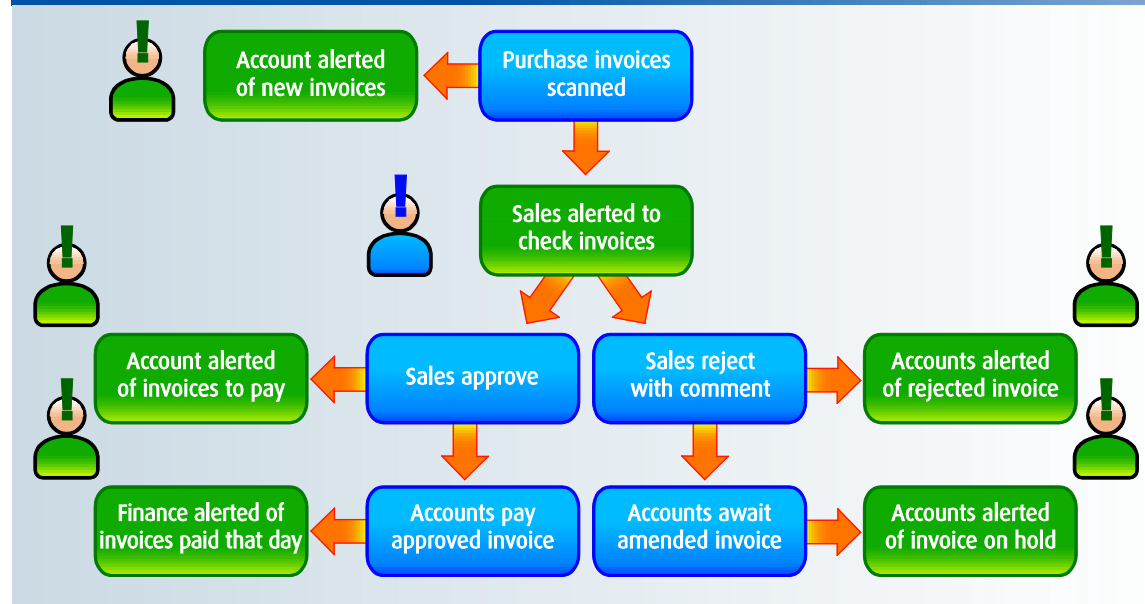 Account alerted
of new invoices
Purchase invoices
scanned
Sales alerted to
check invoices
Account alerted
of invoices to pay
Sales approve
Sales reject
with comment
Accounts alerted
of rejected invoice
Finance alerted of
invoices paid that day
Accounts pay
approved invoice
Accounts await
amended invoice
Accounts alerted
of invoice on hold